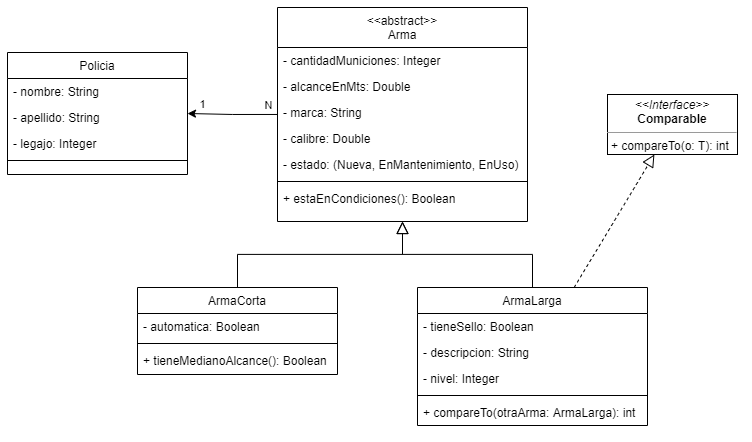 <<abstract>>
Arma
- cantidadMuniciones: Integer
- alcanceEnMts: Double
- marca: String
- calibre: Double
- estado: (Nueva, EnMantenimiento, EnUso)
+ estaEnCondiciones(): Boolean
Policia
- nombre: String
- apellido: String
- legajo: Integer
1
N
<<Interface>>
Comparable
+ compareTo(o: T): int
ArmaCorta
- automatica: Boolean
+ tieneMedianoAlcance(): Boolean
ArmaLarga
- tieneSello: Boolean
- descripcion: String
- nivel: Integer
+ compareTo(otraArma: ArmaLarga): int